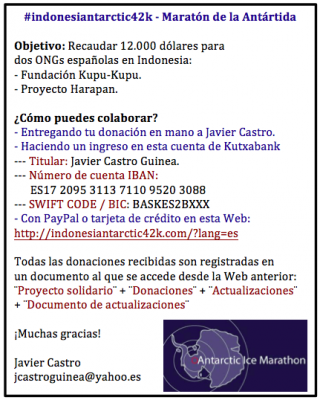 #indonesiantarctic42k - Maratón de la Antártida
Objetivo: Recaudar 12.000 dólares para
dos ONGs españolas en Indonesia:
- Fundación Kupu-Kupu.
- Proyecto Harapan.
¿Cómo puedes colaborar?
- Entregando tu donación en mano a Javier Castro.
- Haciendo un ingreso en esta cuenta de Kutxabank
--- Titular: Javier Castro Guinea.
--- Número de cuenta IBAN:
ES17 2095 3113 7110 9520 3088
--- SWIFT CODE / BIC: BASKES2BXXX
- Con PayPal o tarjeta de crédito en esta Web:
http://indonesiantarctic42k.com/?lang=es
Todas las donaciones recibidas son registradas en
un documento al que se accede desde la Web anterior:
¨Proyecto solidario¨ + ¨Donaciones¨ + ¨Actualizaciones¨
+ ¨Documento de actualizaciones¨
¡Muchas gracias!
Javier Castro
jcastroguinea@yahoo.es
Antarctic Ice Marathon